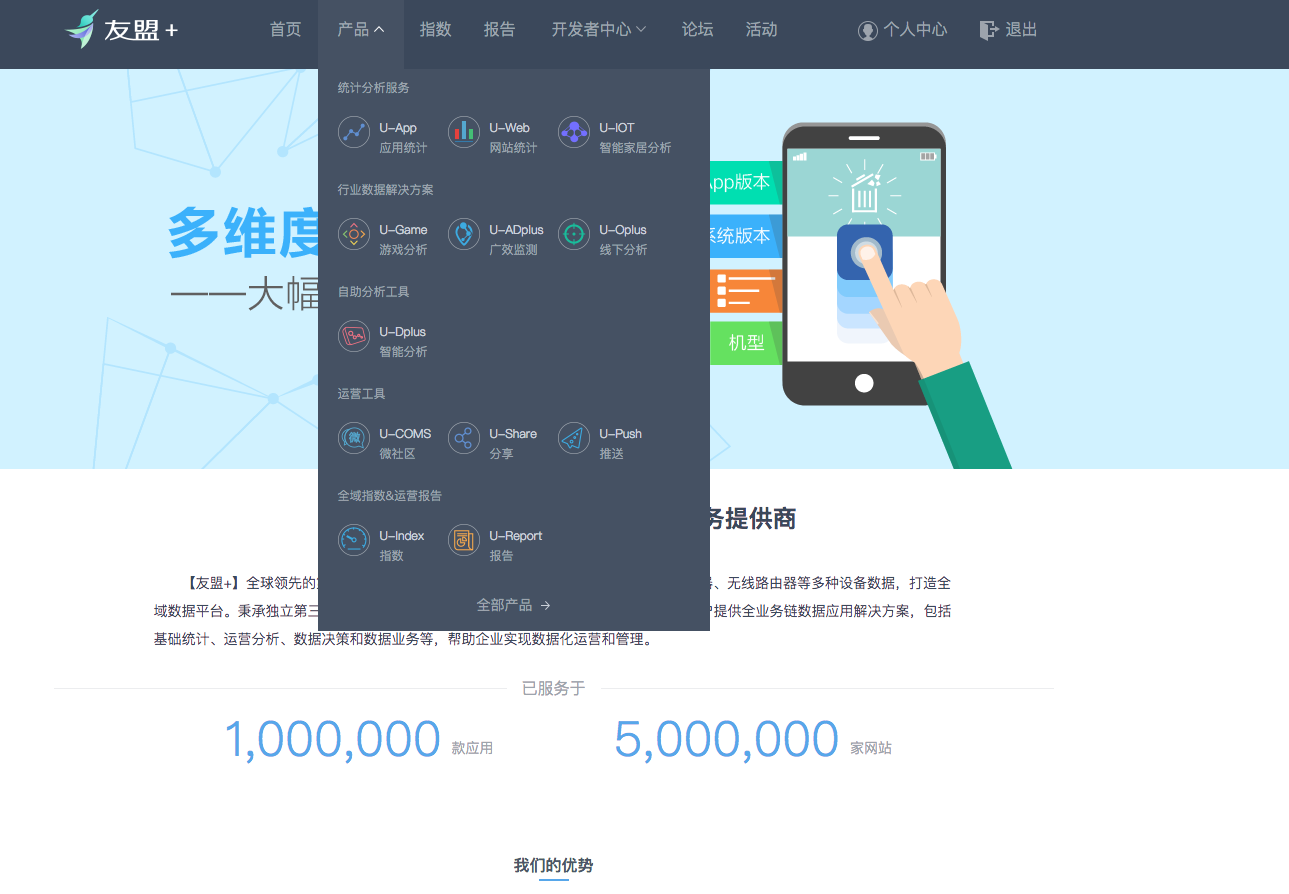 友盟+
首页 产品 指数 报告 开发者中心 论坛 活动 个人中心 退出
统计分析服务
U-App U-Web U-IOT
应用统计 网站统计 智能家居分析
行业数据解决方案
U-Game U-ADplus U-Oplus
游戏分析 广效监测 线下分析
自助分析工具
U-Dplus
智能分析
运营工具
微
U-COMS U-Share U-Push
微社区 分享 推送
全域指数&运营报告
U-Index U-Report
指数 报告
全部产品
多维度
——大幅
App版本
系统版本
机型
务提供商
【友盟+】全球领先的 、无线路由器等多种设备数据，打造全
域数据平台。秉承独立第三 提供全业务链数据应用解决方案，包括
基础统计、运营分析、数据决策和数据业务等，帮助企业实现数据化运营和管理。
已服务于
1,000,000 款应用 5,000,000 家网站
我们的优势